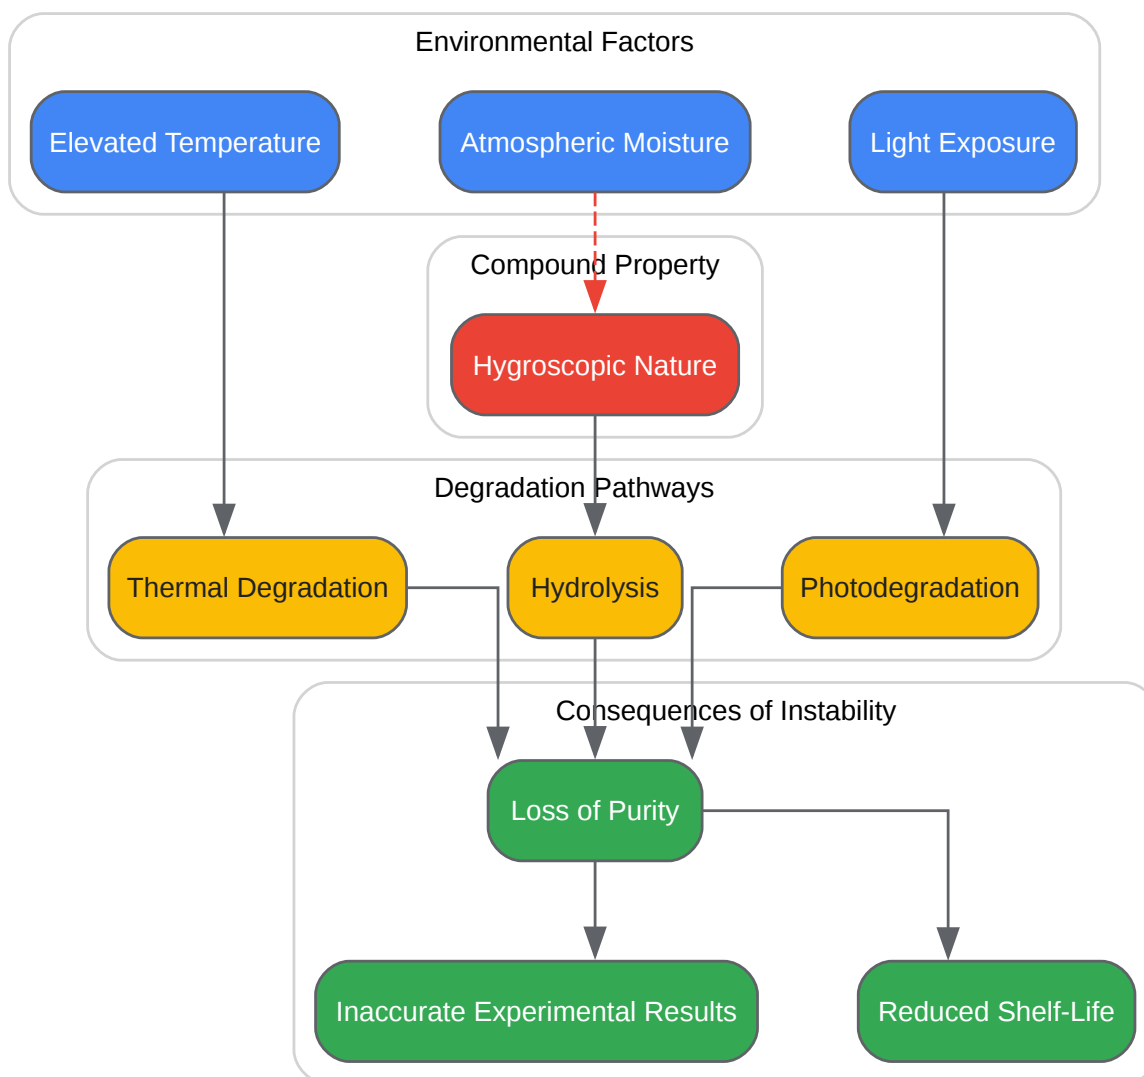 Environmental Factors
Elevated Temperature
Atmospheric Moisture
Light Exposure
Compound Property
Hygroscopic Nature
Degradation Pathways
Thermal Degradation
Hydrolysis
Photodegradation
Consequences of Instability
Loss of Purity
Inaccurate Experimental Results
Reduced Shelf-Life